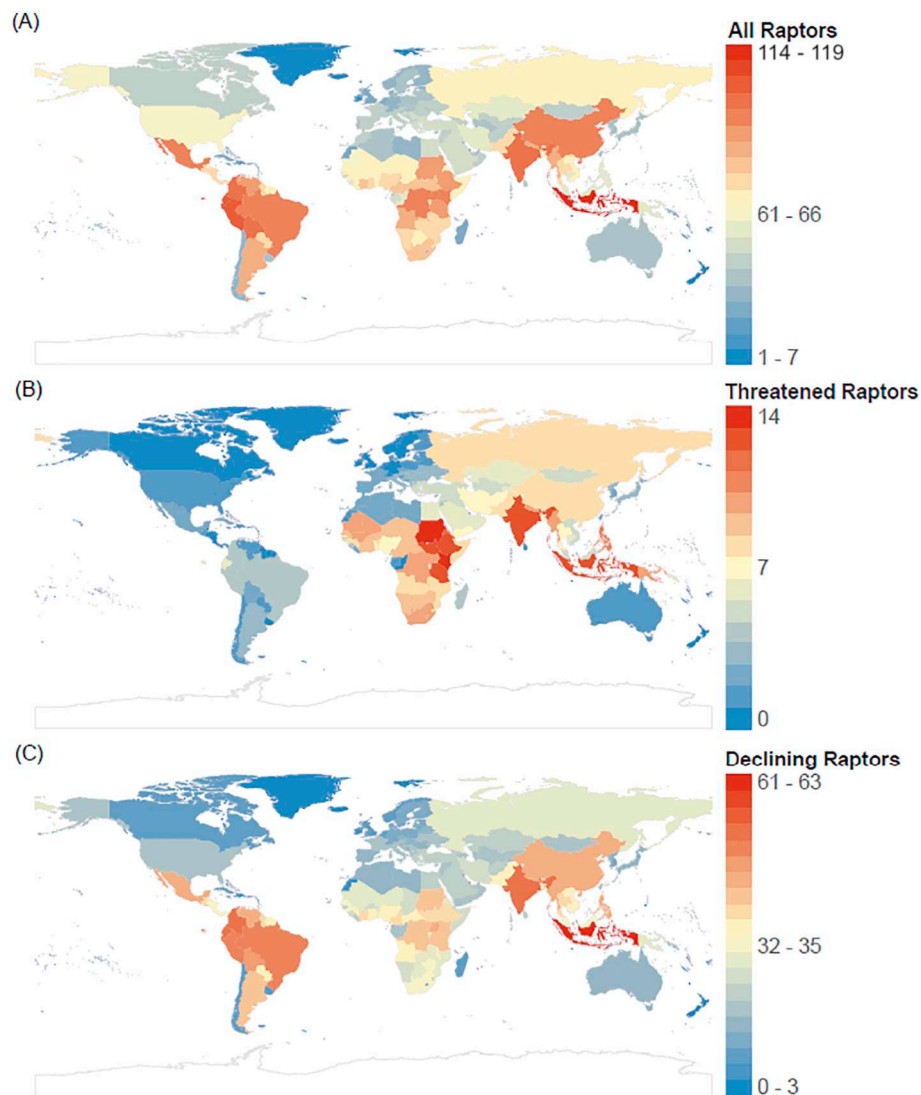 (A)
All Raptors
114 - 119
61 - 66
1 - 7
(B)
Threatened Raptors
14
7
0
(C)
Declining Raptors
61 - 63
32 - 35
0 - 3